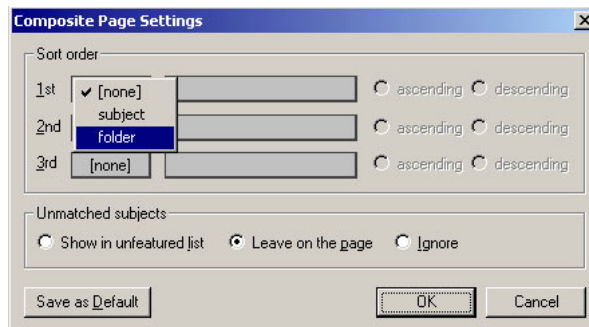 Composite Page Settings
Sort order
1st ✔ [none] ascending descending
subject
2nd ascending descending
folder
3rd [none] ascending descending
Unmatched subjects
Show in unfeatured list Leave on the page Ignore
Save as Default OK Cancel